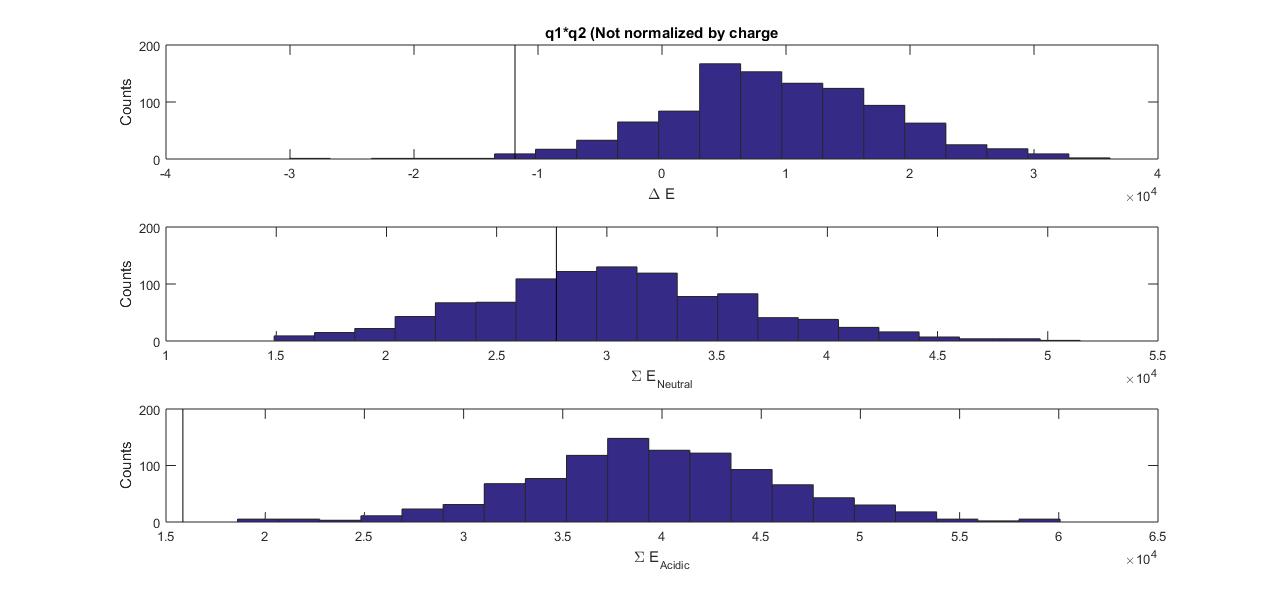 q1*q2 (Not normalized by charge
200
100
0
Counts
-4 -3 -2 -1 0 1 2 3 4
Δ E
×10^4
200
100
0
Counts
1 1.5 2 2.5 3 3.5 4 4.5 5 5.5
Σ E_Neutral
×10^4
200
100
0
Counts
1.5 2 2.5 3 3.5 4 4.5 5 5.5 6 6.5
Σ E_Acidic
×10^4